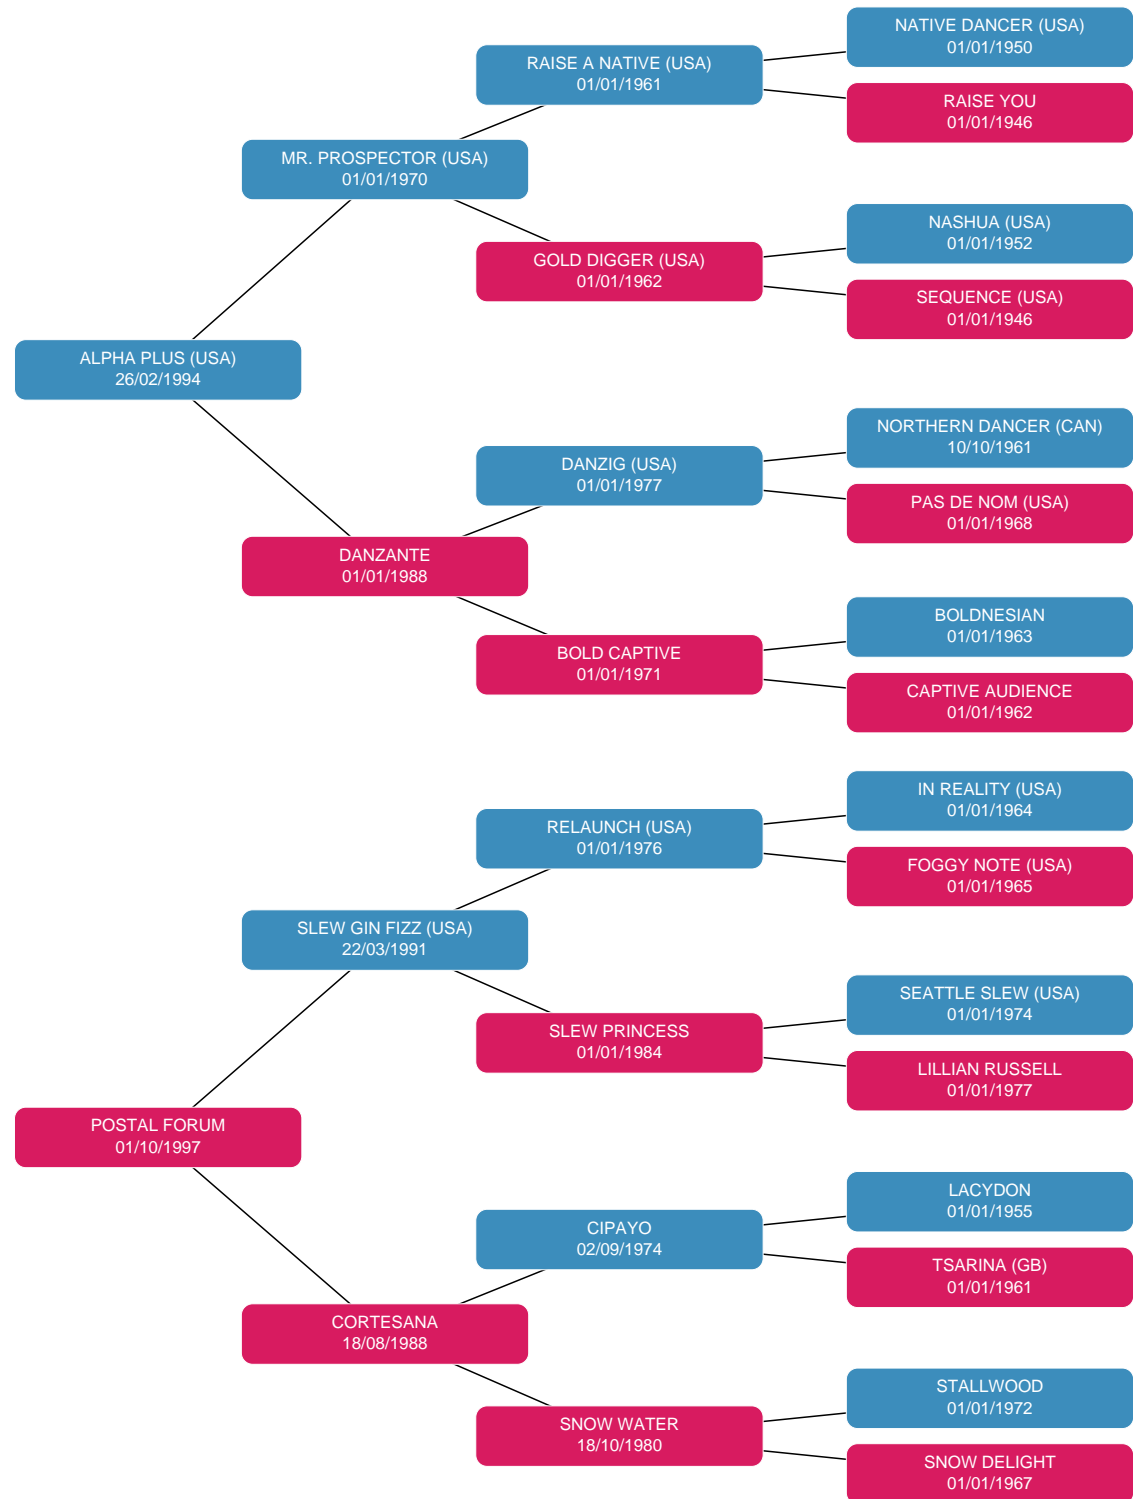 NATIVE DANCER (USA)
01/01/1950
RAISE A NATIVE (USA)
01/01/1961
RAISE YOU
01/01/1946
MR. PROSPECTOR (USA)
01/01/1970
NASHUA (USA)
01/01/1952
GOLD DIGGER (USA)
01/01/1962
SEQUENCE (USA)
01/01/1946
ALPHA PLUS (USA)
26/02/1994
NORTHERN DANCER (CAN)
10/10/1961
DANZIG (USA)
01/01/1977
PAS DE NOM (USA)
01/01/1968
DANZANTE
01/01/1988
BOLDNESIAN
01/01/1963
BOLD CAPTIVE
01/01/1971
CAPTIVE AUDIENCE
01/01/1962
IN REALITY (USA)
01/01/1964
RELAUNCH (USA)
01/01/1976
FOGGY NOTE (USA)
01/01/1965
SLEW GIN FIZZ (USA)
22/03/1991
SEATTLE SLEW (USA)
01/01/1974
SLEW PRINCESS
01/01/1984
LILLIAN RUSSELL
01/01/1977
POSTAL FORUM
01/10/1997
LACYDON
01/01/1955
CIPAYO
02/09/1974
TSARINA (GB)
01/01/1961
CORTESANA
18/08/1988
STALLWOOD
01/01/1972
SNOW WATER
18/10/1980
SNOW DELIGHT
01/01/1967